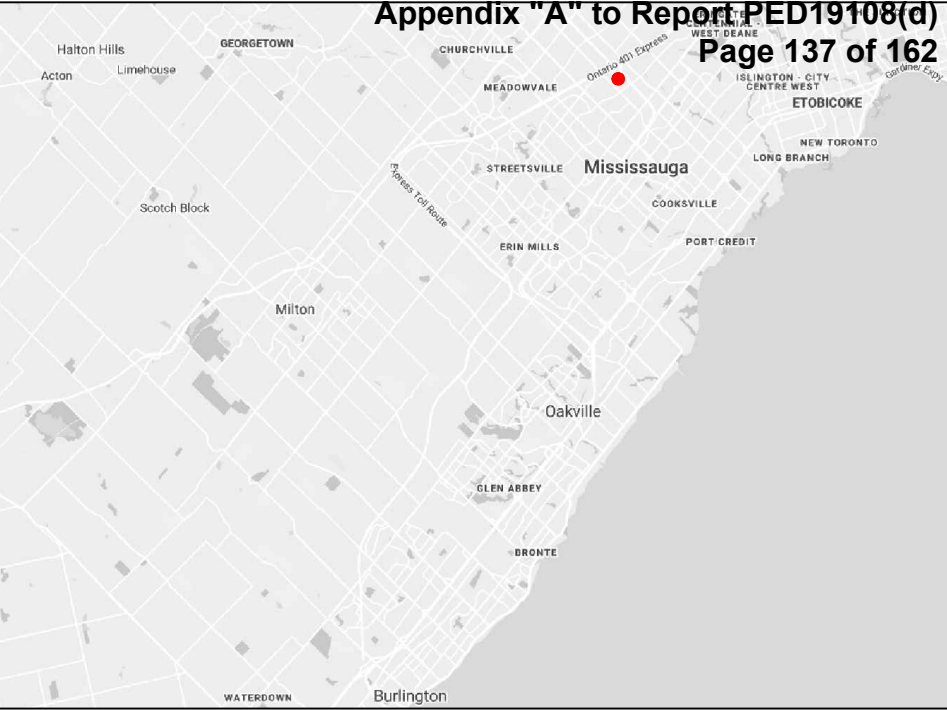 Appendix "A" to Report PED19108(d)
Page 137 of 162
CENTENNIAL -
WEST DEANE
Halton Hills
GEORGETOWN
CHURCHVILLE
Ontario 401 Express
Acton
Limehouse
MEADOWVALE
ISLINGTON - CITY
CENTRE WEST
Gardiner Expy
ETOBICOKE
NEW TORONTO
LONG BRANCH
STREETSVILLE
Mississauga
Express Toll Route
Scotch Block
COOKSVILLE
ERIN MILLS
PORT CREDIT
Milton
Oakville
GLEN ABBEY
BRONTE
WATERDOWN
Burlington